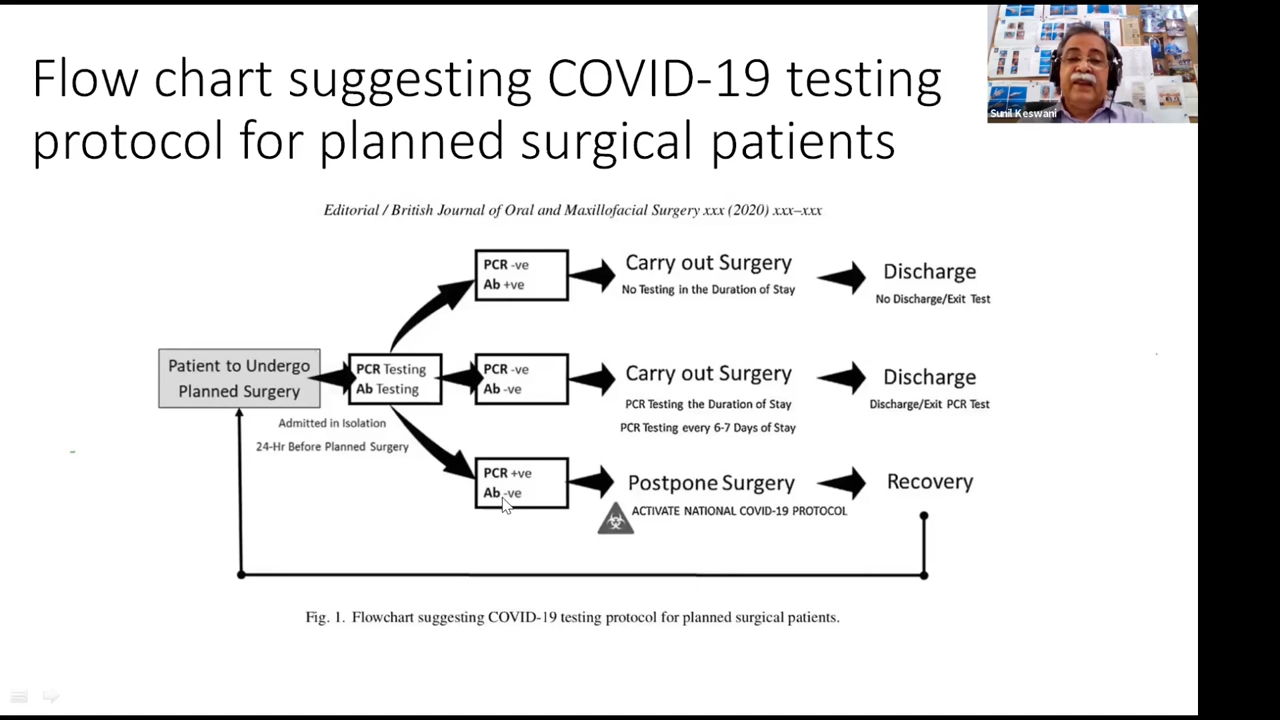 Flow chart suggesting COVID-19 testing
protocol for planned surgical patients
Sunil Keswani
Editorial / British Journal of Oral and Maxillofacial Surgery xxx (2020) xxx–xxx
PCR -ve
Ab +ve
Carry out Surgery
No Testing in the Duration of Stay
Discharge
No Discharge/Exit Test
Patient to Undergo
Planned Surgery
PCR Testing
Ab Testing
Admitted in Isolation
24-Hr Before Planned Surgery
PCR -ve
Ab -ve
Carry out Surgery
PCR Testing the Duration of Stay
PCR Testing every 6-7 Days of Stay
Discharge
Discharge/Exit PCR Test
PCR +ve
Ab -ve
Postpone Surgery
ACTIVATE NATIONAL COVID-19 PROTOCOL
Recovery
Fig. 1. Flowchart suggesting COVID-19 testing protocol for planned surgical patients.